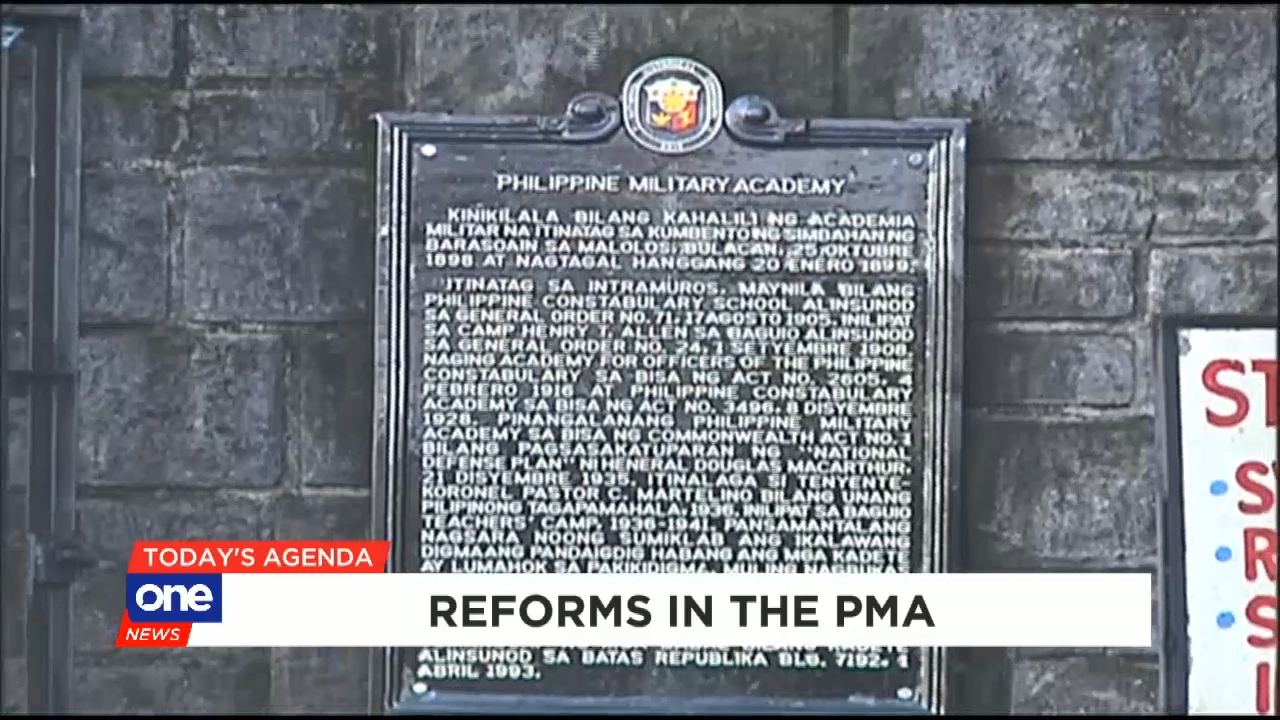 PHILIPPINE MILITARY ACADEMY
KINIKILALA BILANG KAHALILI NG ACADEMIA
MILITAR NA ITINATAG SA KUMBENTO NG SIMBAHAN NG
BARASOAIN SA MALOLOS, BULACAN, 25 OKTUBRE
1898 AT NAGTAGAL HANGGANG 20 ENERO 1899.
ITINATAG SA INTRAMUROS, MAYNILA BILANG
PHILIPPINE CONSTABULARY SCHOOL ALINSUNOD
SA GENERAL ORDER NO. 71, 17 AGOSTO 1905. INILIPAT
SA CAMP HENRY T. ALLEN SA BAGUIO ALINSUNOD
SA GENERAL ORDER NO. 24, 1 SETYEMBRE 1908.
NAGING ACADEMY FOR OFFICERS OF THE PHILIPPINE
CONSTABULARY SA BISA NG ACT NO. 2605, 4
PEBRERO 1916 AT PHILIPPINE CONSTABULARY
ACADEMY SA BISA NG ACT NO. 3496, 8 DISYEMBRE
1928. PINANGALANANG PHILIPPINE MILITARY
ACADEMY SA BISA NG COMMONWEALTH ACT NO. 1
BILANG PAGSASAKATUPARAN NG "NATIONAL
DEFENSE PLAN" NI HENERAL DOUGLAS MACARTHUR,
21 DISYEMBRE 1935. ITINALAGA SI TENYENTE-
KORONEL PASTOR C. MARTELINO BILANG UNANG
PILIPINONG TAGAPAMAHALA, 1936. INILIPAT SA BAGUIO
TEACHERS' CAMP, 1936-1941. PANSAMANTALANG
NAGSARA NOONG SUMIKLAB ANG IKALAWANG
DIGMAANG PANDAIGDIG HABANG ANG MGA KADETE
AY LUMAHOK SA PAKIKIDIGMA. MULING NAGBUKAS
ALINSUNOD SA BATAS REPUBLIKA BLG. 7192, 1
ABRIL 1993.
TODAY'S AGENDA
one
NEWS
REFORMS IN THE PMA
ST
S
R
S